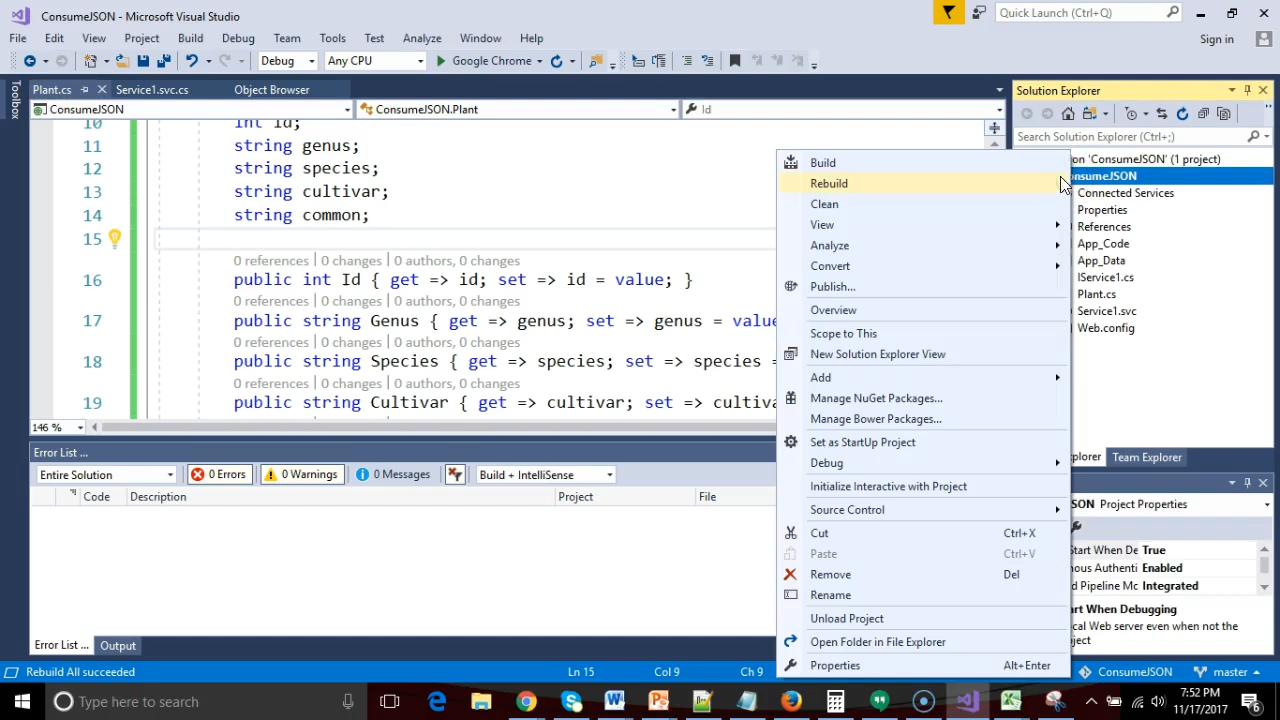 ConsumeJSON - Microsoft Visual Studio
Quick Launch (Ctrl+Q)
File Edit View Project Build Debug Team Tools Test Analyze Window Help
Sign in
Debug Any CPU Google Chrome
Toolbox
Plant.cs Service1.svc.cs Object Browser
ConsumeJSON ConsumeJSON.Plant Id
10 int id;
11 string genus;
12 string species;
13 string cultivar;
14 string common;
15
0 references | 0 changes | 0 authors, 0 changes
16 public int Id { get => id; set => id = value; }
0 references | 0 changes | 0 authors, 0 changes
17 public string Genus { get => genus; set => genus = value
0 references | 0 changes | 0 authors, 0 changes
18 public string Species { get => species; set => species =
0 references | 0 changes | 0 authors, 0 changes
19 public string Cultivar { get => cultivar; set => cultiva
146 %
Error List ...
Entire Solution 0 Errors 0 Warnings 0 Messages Build + IntelliSense
Code Description Project File
Error List ... Output
Build
Rebuild
Clean
View
Analyze
Convert
Publish...
Overview
Scope to This
New Solution Explorer View
Add
Manage NuGet Packages...
Manage Bower Packages...
Set as StartUp Project
Debug
Initialize Interactive with Project
Source Control
Cut Ctrl+X
Paste Ctrl+V
Remove Del
Rename
Unload Project
Open Folder in File Explorer
Properties Alt+Enter
Solution Explorer
Search Solution Explorer (Ctrl+;)
on 'ConsumeJSON' (1 project)
onsumeJSON
Connected Services
Properties
References
App_Code
App_Data
IService1.cs
Plant.cs
Service1.svc
Web.config
plorer Team Explorer
JSON Project Properties
Start When De True
nous Authenti Enabled
d Pipeline Mc Integrated
art When Debugging
cal Web server even when not the
oject
Rebuild All succeeded Ln 15 Col 9 Ch 9 ConsumeJSON master
Type here to search
7:52 PM
11/17/2017
6